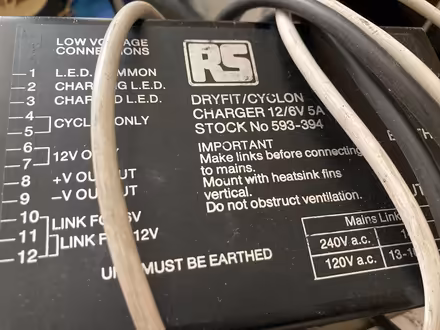 LOW VOLTAGE
CONNECTIONS
1 L.E.D. COMMON
2 CHARGING L.E.D.
3 CHARGED L.E.D.
4
5 CYCLON ONLY
6
7 12V ONLY
8 +V OUTPUT
9 -V OUTPUT
10
11 LINK FOR 6V
12 LINK FOR 12V
UNIT MUST BE EARTHED
RS
DRYFIT/CYCLON
CHARGER 12/6V 5A
STOCK No 593-394
IMPORTANT
Make links before connecting
to mains.
Mount with heatsink fins
vertical.
Do not obstruct ventilation.
Mains Link
240V a.c.
120V a.c. 13-